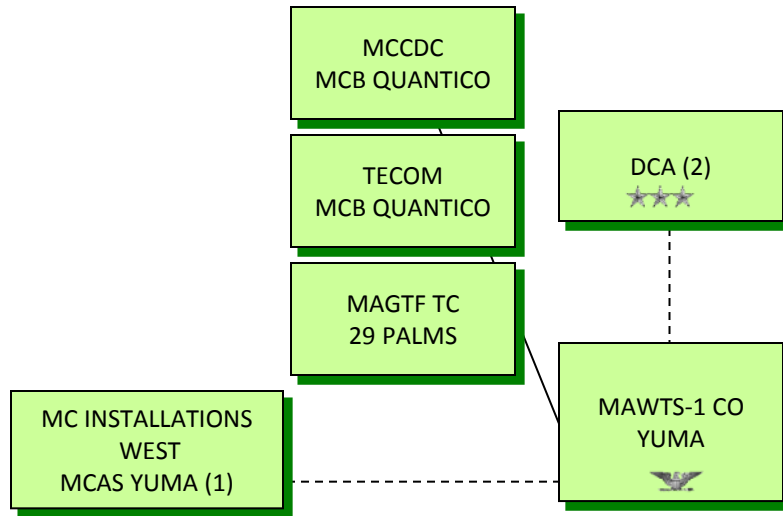 MCCDC
MCB QUANTICO
DCA (2)
TECOM
MCB QUANTICO
MAGTF TC
29 PALMS
MAWTS-1 CO
YUMA
MC INSTALLATIONS
WEST
MCAS YUMA (1)